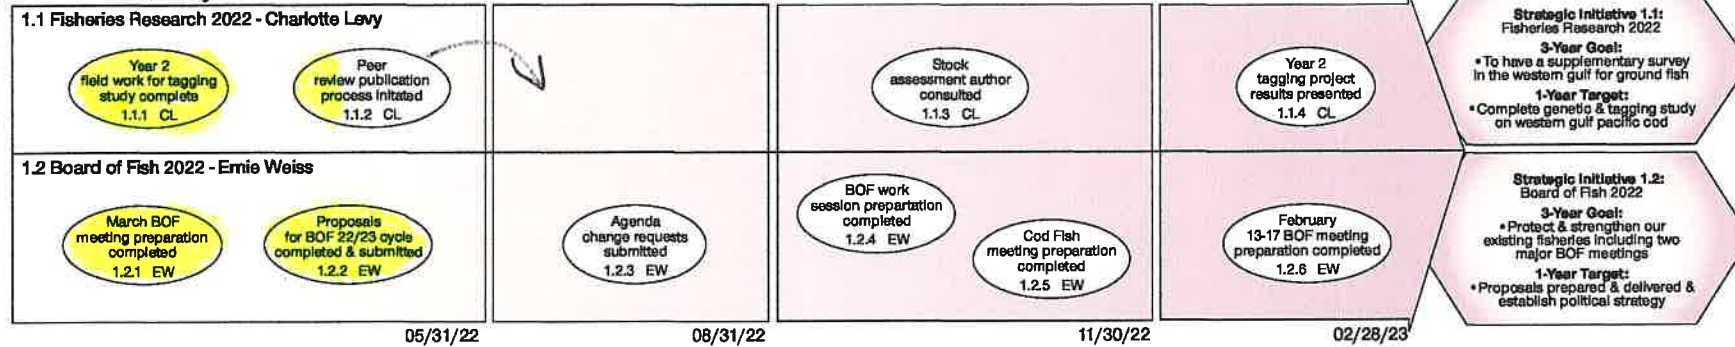 1.1 Fisheries Research 2022 - Charlotte Levy
Year 2
field work for tagging
study complete
1.1.1 CL
Peer
review publication
process initated
1.1.2 CL
Stock
assessment author
consulted
1.1.3 CL
Year 2
tagging project
results presented
1.1.4 CL
Strategic Initiative 1.1:
Fisheries Research 2022
3-Year Goal:
• To have a supplementary survey
in the western gulf for ground fish
1-Year Target:
• Complete genetic & tagging study
on western gulf pacific cod
1.2 Board of Fish 2022 - Ernie Weiss
March BOF
meeting preparation
completed
1.2.1 EW
Proposals
for BOF 22/23 cycle
completed & submitted
1.2.2 EW
Agenda
change requests
submitted
1.2.3 EW
BOF work
session prepartation
completed
1.2.4 EW
Cod Fish
meeting preparation
completed
1.2.5 EW
February
13-17 BOF meeting
preparation completed
1.2.6 EW
Strategic Initiative 1.2:
Board of Fish 2022
3-Year Goal:
• Protect & strengthen our
existing fisheries including two
major BOF meetings
1-Year Target:
• Proposals prepared & delivered &
establish political strategy
05/31/22
08/31/22
11/30/22
02/28/23